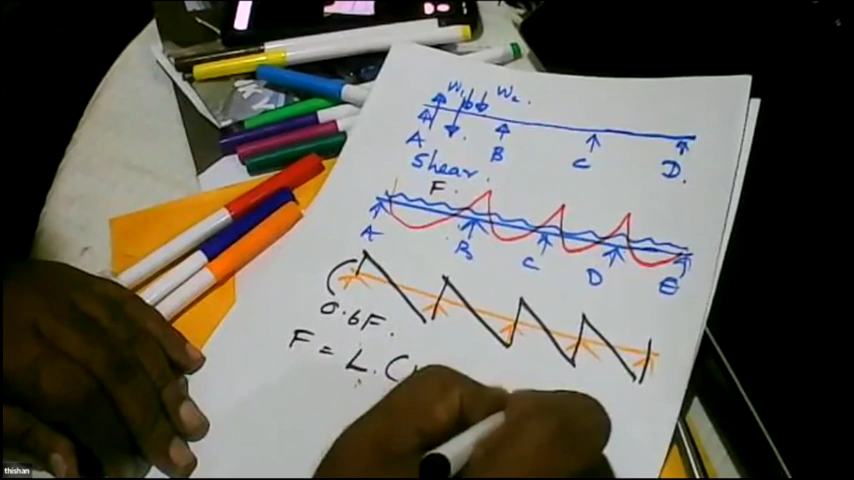 W₁ W₂
A B C D
Shear
F
A B C D E
0.6F.
F = L.C
thishan